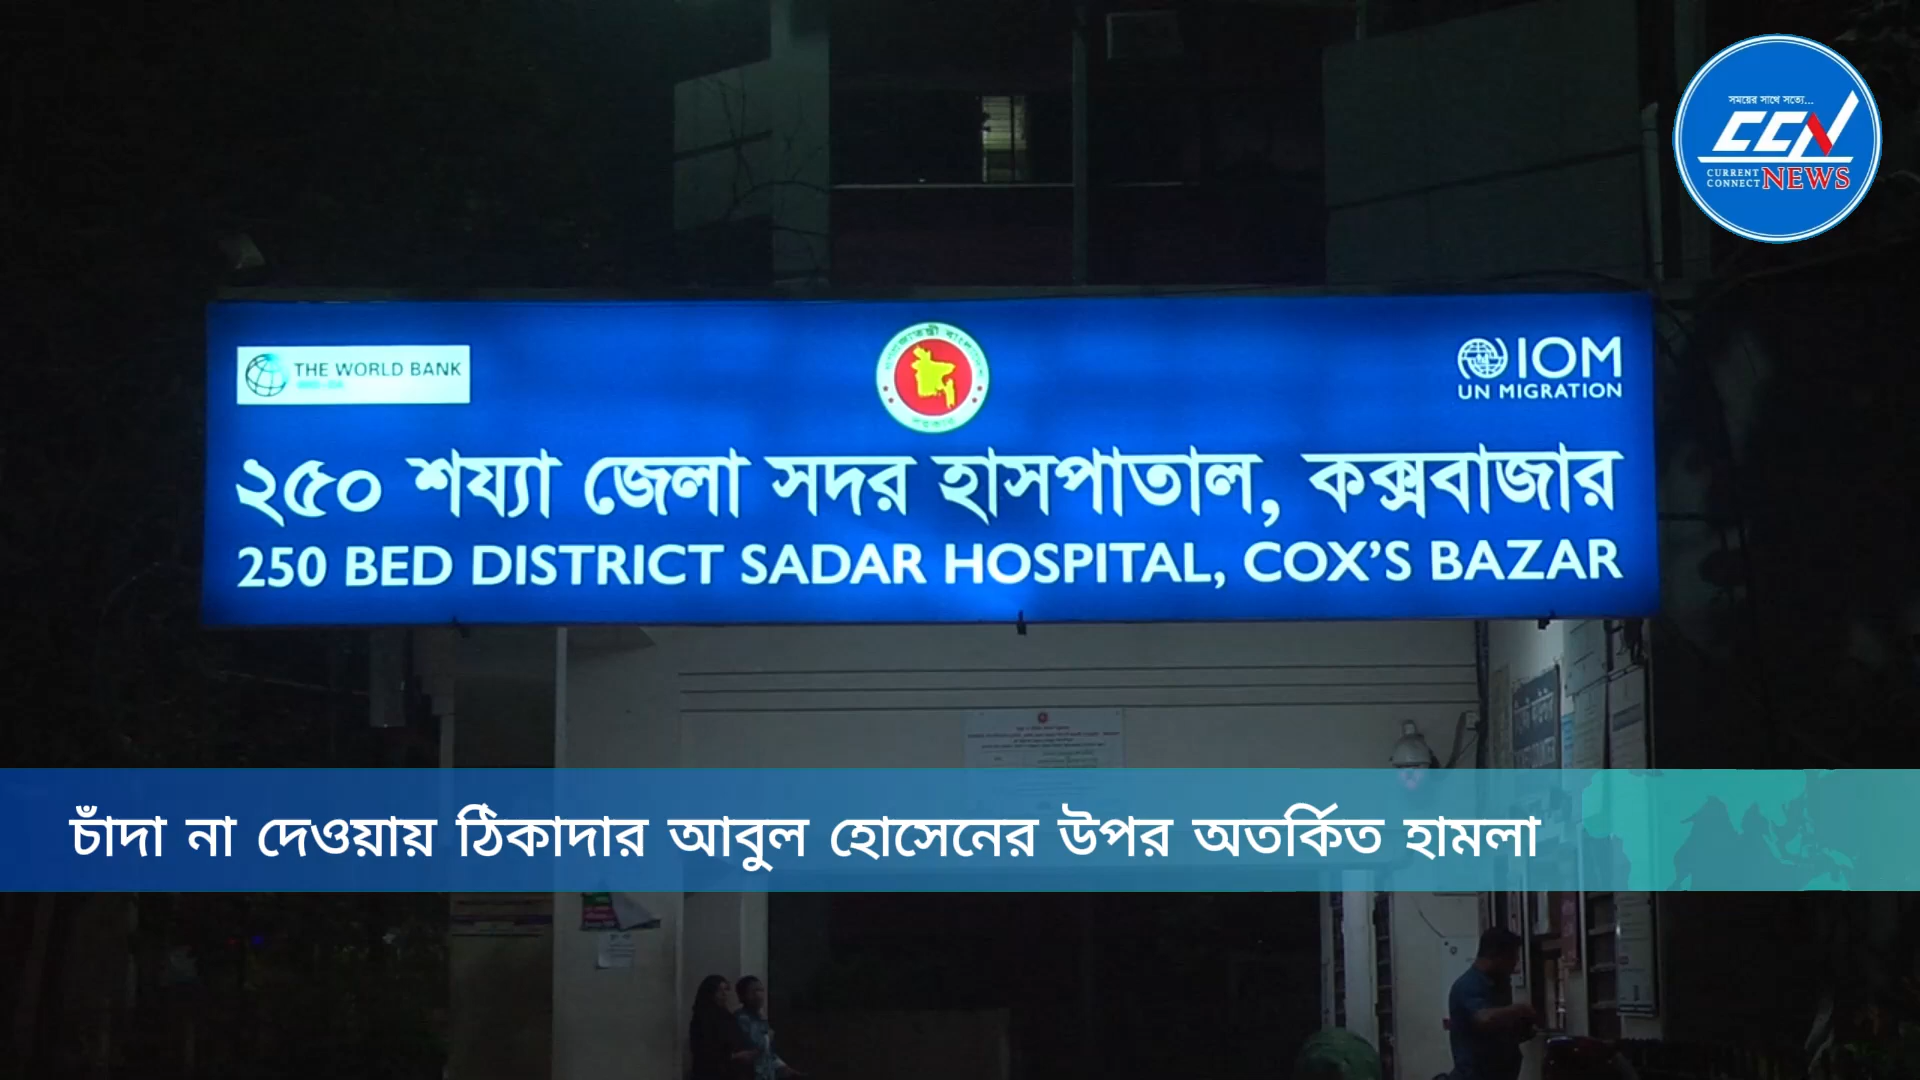 সময়ের সাথে সত্যে...
CCN
CURRENT CONNECT NEWS
THE WORLD BANK
IOM
UN MIGRATION
২৫০ শয্যা জেলা সদর হাসপাতাল, কক্সবাজার
250 BED DISTRICT SADAR HOSPITAL, COX'S BAZAR
চাঁদা না দেওয়ায় ঠিকাদার আবুল হোসেনের উপর অতর্কিত হামলা